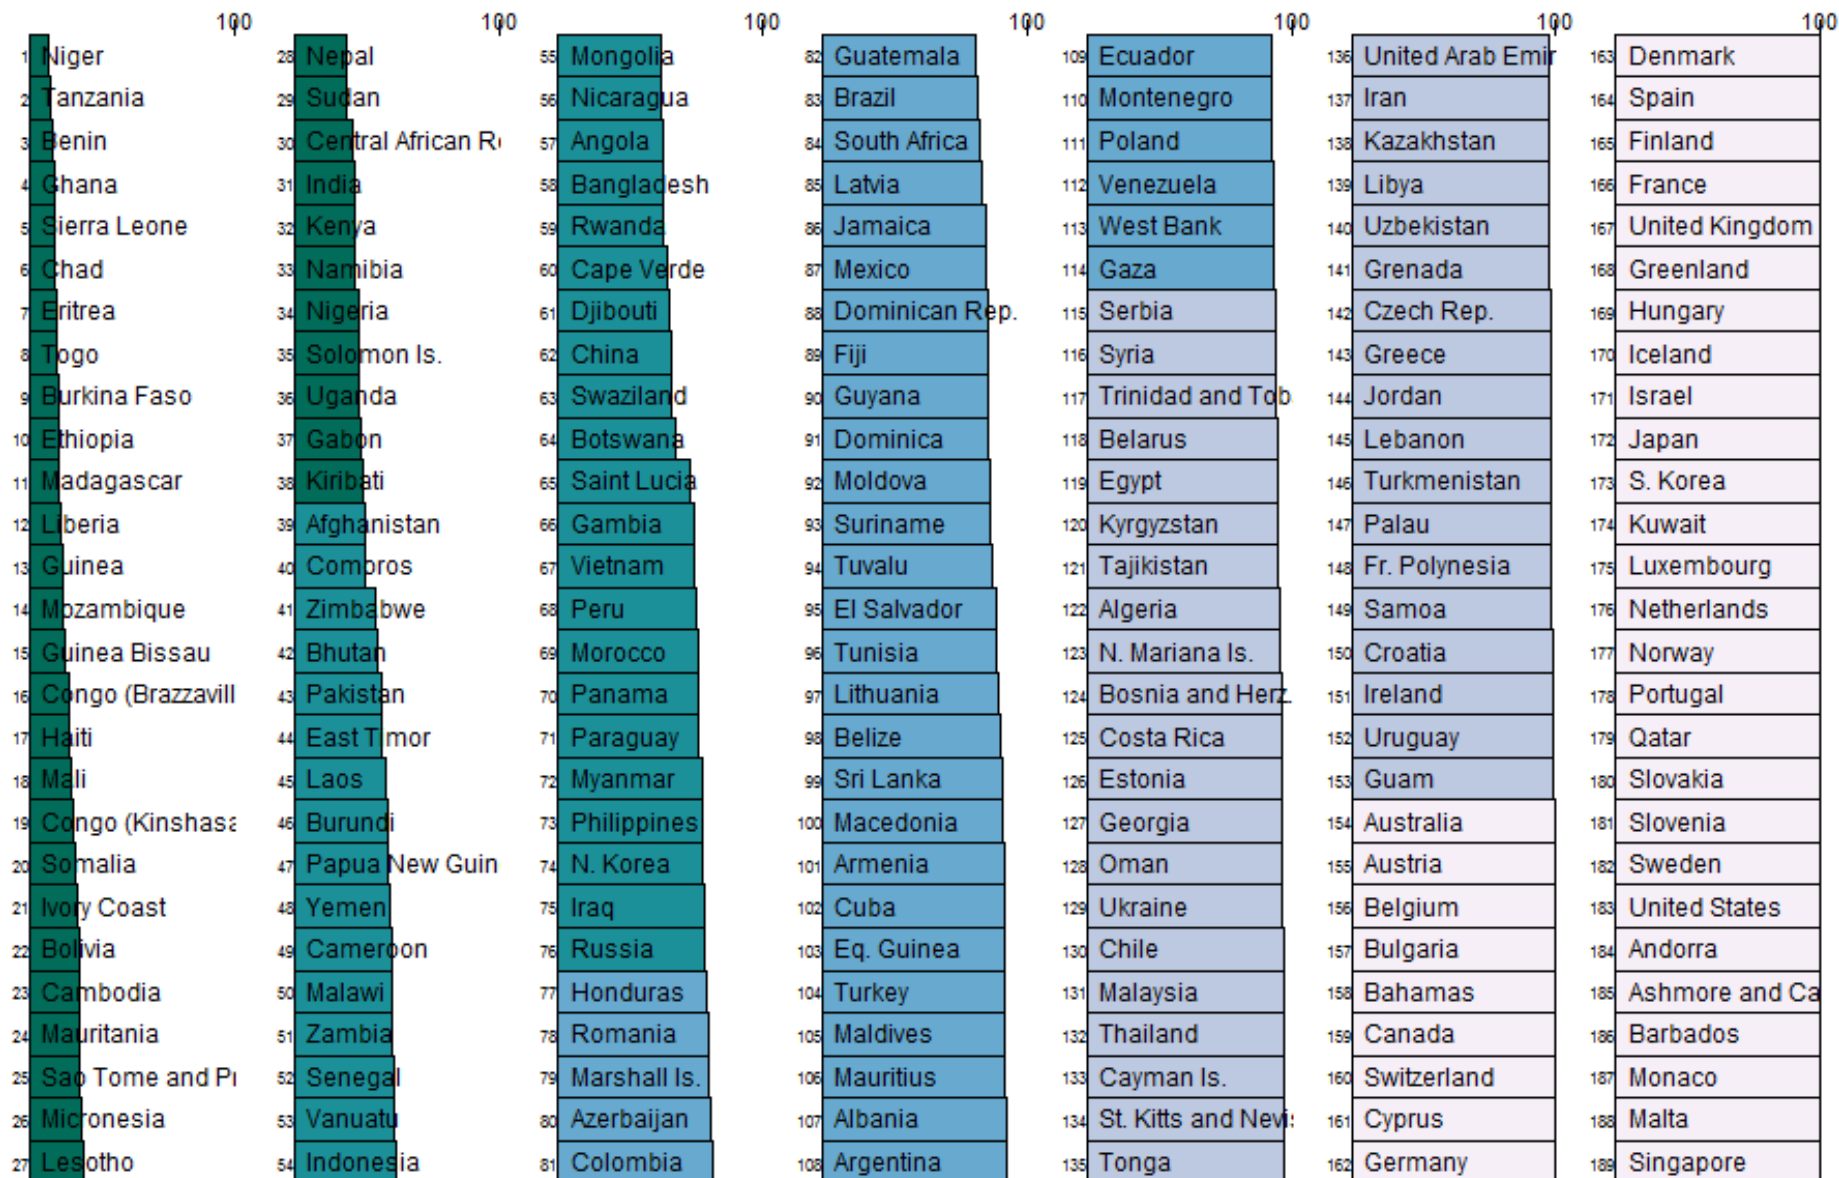 100 100 100 100 100 100 100
1 Niger
2 Tanzania
3 Benin
4 Ghana
5 Sierra Leone
6 Chad
7 Eritrea
8 Togo
9 Burkina Faso
10 Ethiopia
11 Madagascar
12 Liberia
13 Guinea
14 Mozambique
15 Guinea Bissau
16 Congo (Brazzavill
17 Haiti
18 Mali
19 Congo (Kinshasa
20 Somalia
21 Ivory Coast
22 Bolivia
23 Cambodia
24 Mauritania
25 Sao Tome and Pr
26 Micronesia
27 Lesotho
28 Nepal
29 Sudan
30 Central African Re
31 India
32 Kenya
33 Namibia
34 Nigeria
35 Solomon Is.
36 Uganda
37 Gabon
38 Kiribati
39 Afghanistan
40 Comoros
41 Zimbabwe
42 Bhutan
43 Pakistan
44 East Timor
45 Laos
46 Burundi
47 Papua New Guin
48 Yemen
49 Cameroon
50 Malawi
51 Zambia
52 Senegal
53 Vanuatu
54 Indonesia
55 Mongolia
56 Nicaragua
57 Angola
58 Bangladesh
59 Rwanda
60 Cape Verde
61 Djibouti
62 China
63 Swaziland
64 Botswana
65 Saint Lucia
66 Gambia
67 Vietnam
68 Peru
69 Morocco
70 Panama
71 Paraguay
72 Myanmar
73 Philippines
74 N. Korea
75 Iraq
76 Russia
77 Honduras
78 Romania
79 Marshall Is.
80 Azerbaijan
81 Colombia
82 Guatemala
83 Brazil
84 South Africa
85 Latvia
86 Jamaica
87 Mexico
88 Dominican Rep.
89 Fiji
90 Guyana
91 Dominica
92 Moldova
93 Suriname
94 Tuvalu
95 El Salvador
96 Tunisia
97 Lithuania
98 Belize
99 Sri Lanka
100 Macedonia
101 Armenia
102 Cuba
103 Eq. Guinea
104 Turkey
105 Maldives
106 Mauritius
107 Albania
108 Argentina
109 Ecuador
110 Montenegro
111 Poland
112 Venezuela
113 West Bank
114 Gaza
115 Serbia
116 Syria
117 Trinidad and Tob
118 Belarus
119 Egypt
120 Kyrgyzstan
121 Tajikistan
122 Algeria
123 N. Mariana Is.
124 Bosnia and Herz.
125 Costa Rica
126 Estonia
127 Georgia
128 Oman
129 Ukraine
130 Chile
131 Malaysia
132 Thailand
133 Cayman Is.
134 St. Kitts and Nevis
135 Tonga
136 United Arab Emir
137 Iran
138 Kazakhstan
139 Libya
140 Uzbekistan
141 Grenada
142 Czech Rep.
143 Greece
144 Jordan
145 Lebanon
146 Turkmenistan
147 Palau
148 Fr. Polynesia
149 Samoa
150 Croatia
151 Ireland
152 Uruguay
153 Guam
154 Australia
155 Austria
156 Belgium
157 Bulgaria
158 Bahamas
159 Canada
160 Switzerland
161 Cyprus
162 Germany
163 Denmark
164 Spain
165 Finland
166 France
167 United Kingdom
168 Greenland
169 Hungary
170 Iceland
171 Israel
172 Japan
173 S. Korea
174 Kuwait
175 Luxembourg
176 Netherlands
177 Norway
178 Portugal
179 Qatar
180 Slovakia
181 Slovenia
182 Sweden
183 United States
184 Andorra
185 Ashmore and Ca
186 Barbados
187 Monaco
188 Malta
189 Singapore